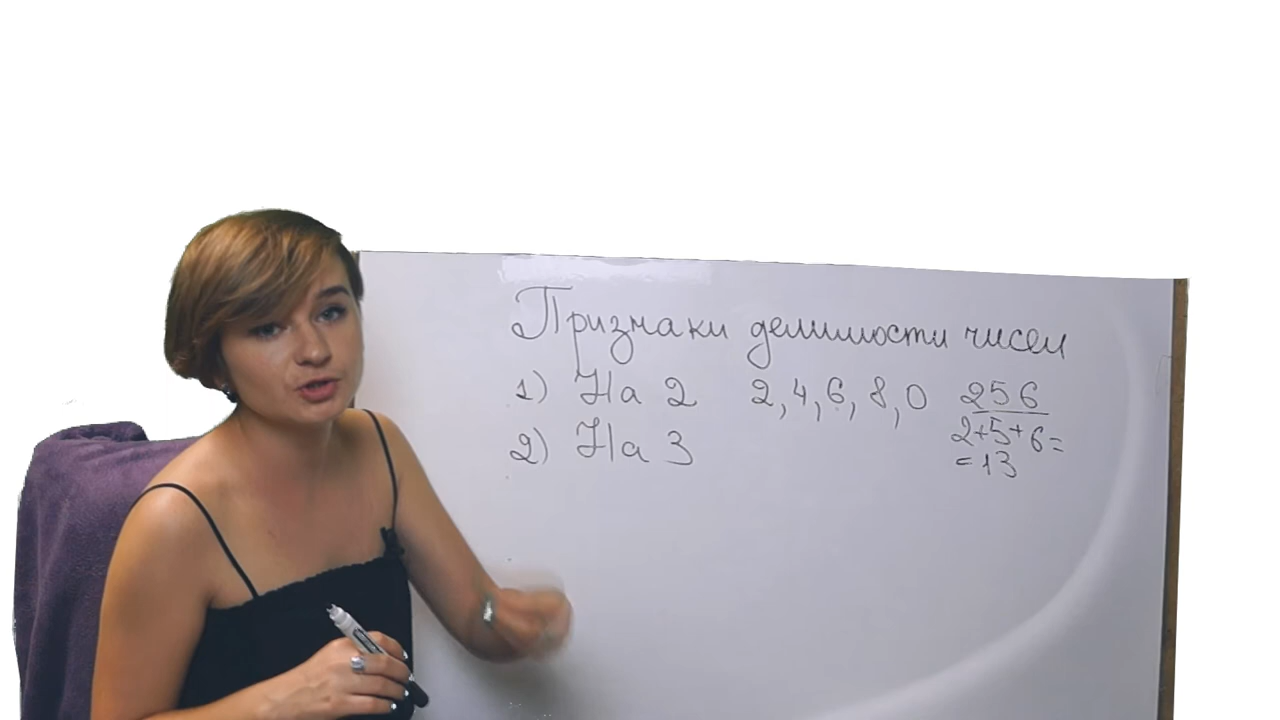 Признаки делимости чисел
1) На 2 2, 4, 6, 8, 0 256
2) На 3 2+5+6=
=13